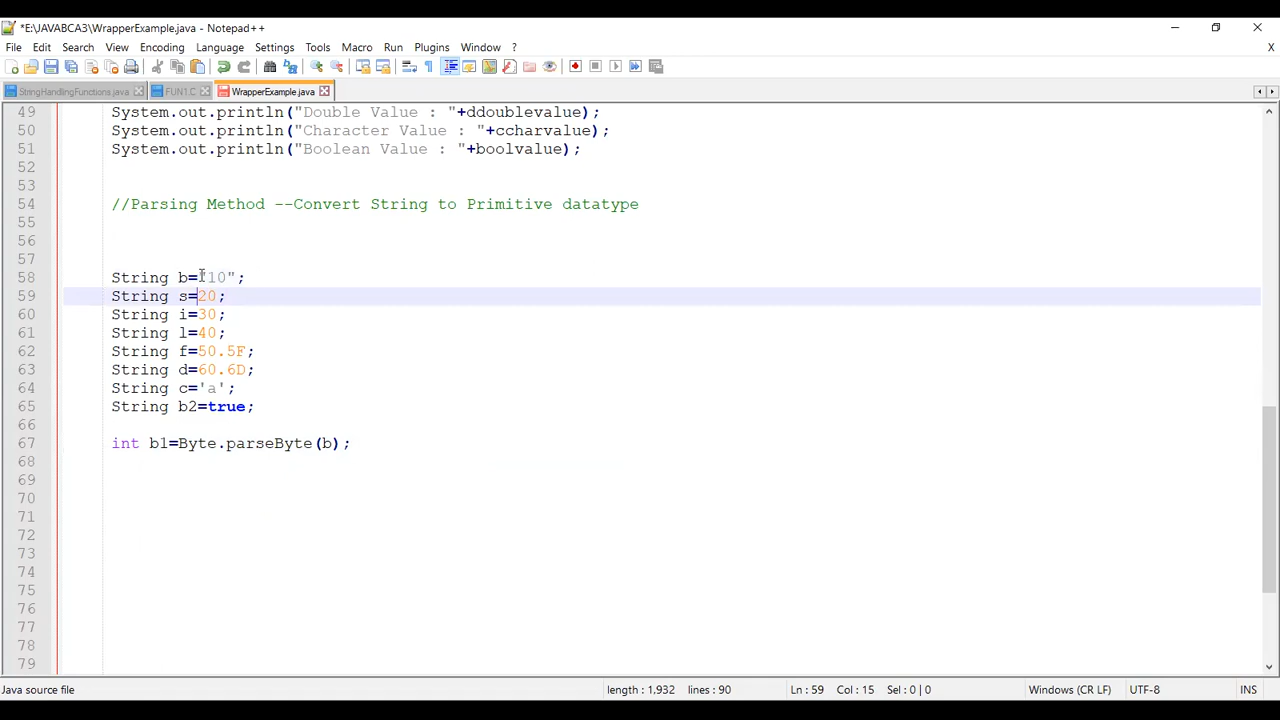 *E:\JAVABCA3\WrapperExample.java - Notepad++
File Edit Search View Encoding Language Settings Tools Macro Run Plugins Window ? X
StringHandlingFunctions.java FUN1.C WrapperExample.java
49 System.out.println("Double Value : "+ddoublevalue);
50 System.out.println("Character Value : "+ccharvalue);
51 System.out.println("Boolean Value : "+boolvalue);
52
53
54 //Parsing Method --Convert String to Primitive datatype
55
56
57
58 String b="10";
59 String s=20;
60 String i=30;
61 String l=40;
62 String f=50.5F;
63 String d=60.6D;
64 String c='a';
65 String b2=true;
66
67 int b1=Byte.parseByte(b);
68
69
70
71
72
73
74
75
76
77
78
79
Java source file length : 1,932 lines : 90 Ln : 59 Col : 15 Sel : 0 | 0 Windows (CR LF) UTF-8 INS